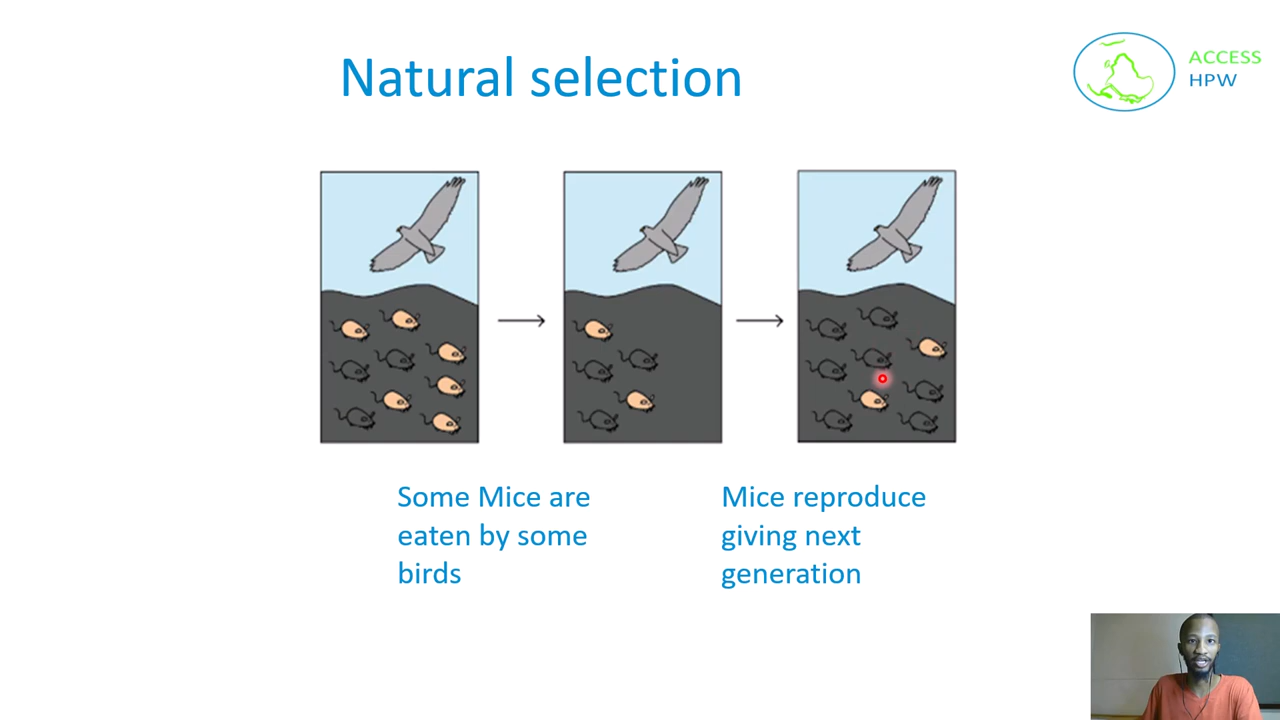 Natural selection
ACCESS
HPW
Some Mice are
eaten by some
birds
Mice reproduce
giving next
generation